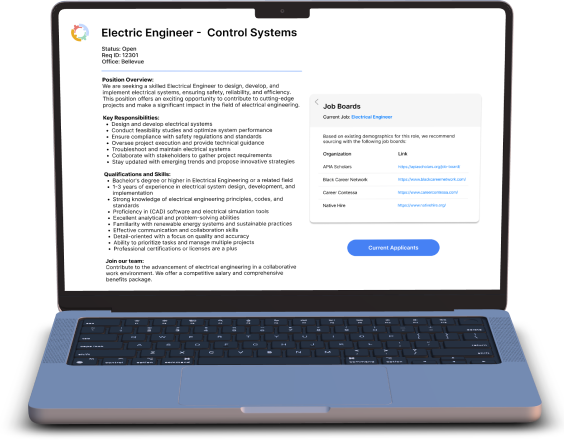 Electric Engineer - Control Systems
Status: Open
Req ID: 12301
Office: Bellevue
Position Overview:
We are seeking a skilled Electrical Engineer to design, develop, and
implement electrical systems, ensuring safety, reliability, and efficiency.
This position offers an exciting opportunity to contribute to cutting-edge
projects and make a significant impact in the field of electrical engineering.
Key Responsibilities:
• Design and develop electrical systems
• Conduct feasibility studies and optimize system performance
• Ensure compliance with safety regulations and standards
• Oversee project execution and provide technical guidance
• Troubleshoot and maintain electrical systems
• Collaborate with stakeholders to gather project requirements
• Stay updated with emerging trends and propose innovative strategies
Qualifications and Skills:
• Bachelor's degree or higher in Electrical Engineering or a related field
• 1-3 years of experience in electrical system design, development, and
implementation
• Strong knowledge of electrical engineering principles, codes, and
standards
• Proficiency in (CAD) software and electrical simulation tools
• Excellent analytical and problem-solving abilities
• Familiarity with renewable energy systems and sustainable practices
• Effective communication and collaboration skills
• Detail-oriented with a focus on quality and accuracy
• Ability to prioritize tasks and manage multiple projects
• Professional certifications or licenses are a plus
Join our team:
Contribute to the advancement of electrical engineering in a collaborative
work environment. We offer a competitive salary and comprehensive
benefits package.
Job Boards
Current Job: Electrical Engineer
Based on existing demographics for this role, we recommend
sourcing with the following job boards:
Organization Link
APIA Scholars
Black Career Network https://www.blackcareernetwork.com/
Career Contessa https://www.careercontessa.com/
Native Hire https://www.nativehire.org/
Current Applicants